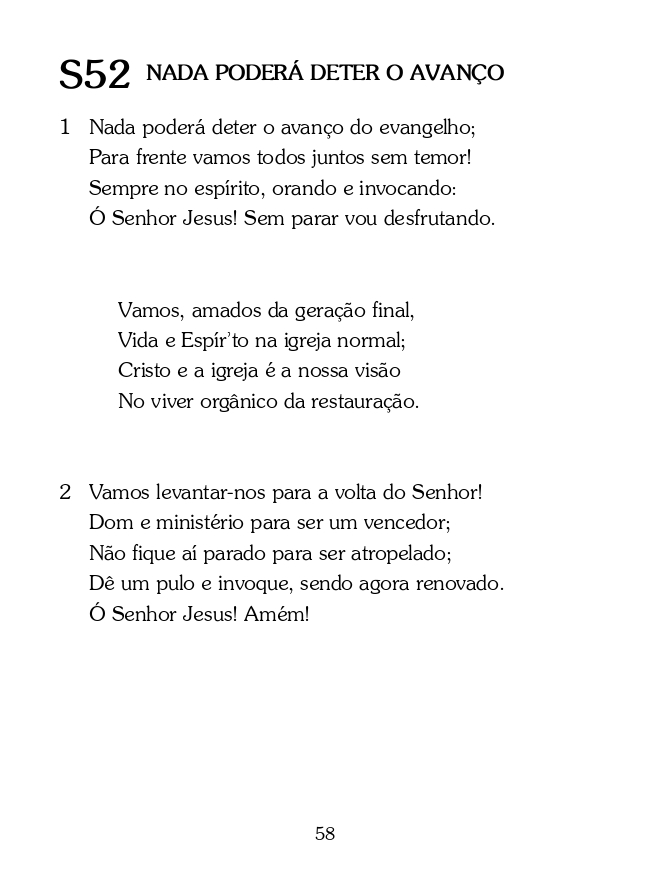 S52 NADA PODERÁ DETER O AVANÇO
1 Nada poderá deter o avanço do evangelho;
Para frente vamos todos juntos sem temor!
Sempre no espírito, orando e invocando:
Ó Senhor Jesus! Sem parar vou desfrutando.
Vamos, amados da geração final,
Vida e Espír’to na igreja normal;
Cristo e a igreja é a nossa visão
No viver orgânico da restauração.
2 Vamos levantar-nos para a volta do Senhor!
Dom e ministério para ser um vencedor;
Não fique aí parado para ser atropelado;
Dê um pulo e invoque, sendo agora renovado.
Ó Senhor Jesus! Amém!
58